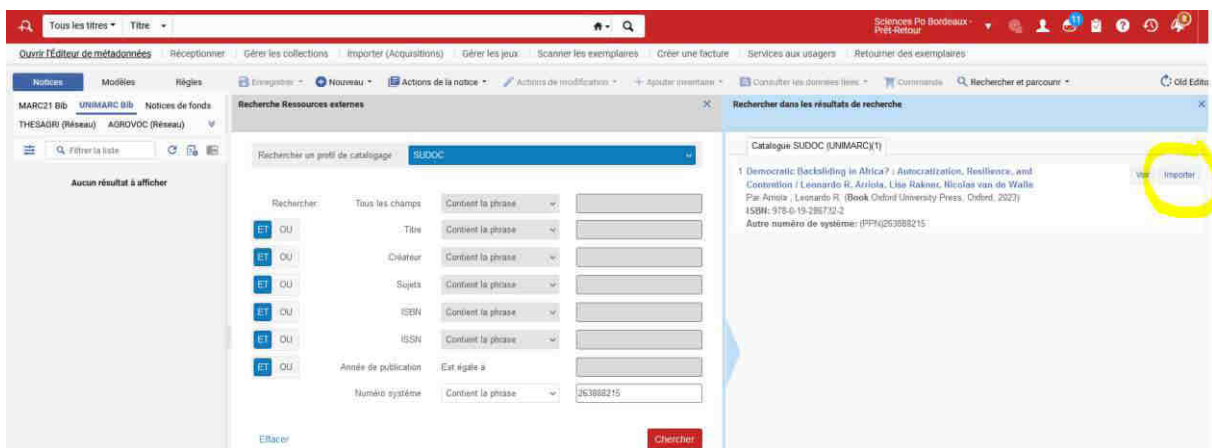 Tous les titres Titre
Sciences Po Bordeaux -
Prêt-Retour
Ouvrir l'Éditeur de métadonnées Réceptionner Gérer les collections Importer (Acquisitions) Gérer les jeux Scanner les exemplaires Créer une facture Services aux usagers Retourner des exemplaires
Notices Modèles Règles Enregistrer Nouveau Actions de la notice Actions de modification Ajouter inventaire Consulter les données liées Commande Rechercher et parcourir Old Edito
MARC21 Bib UNIMARC Bib Notices de fonds
THESAGRI (Réseau) AGROVOC (Réseau)
Filtrer la liste
Aucun résultat à afficher
Recherche Ressources externes
Rechercher un profil de catalogage SUDOC
Rechercher: Tous les champs Contient la phrase
ET OU Titre Contient la phrase
ET OU Créateur Contient la phrase
ET OU Sujets Contient la phrase
ET OU ISBN Contient la phrase
ET OU ISSN Contient la phrase
ET OU Année de publication Est égale à
Numéro système Contient la phrase 263888215
Effacer Chercher
Rechercher dans les résultats de recherche
Catalogue SUDOC (UNIMARC)(1)
1 Democratic Backsliding in Africa? : Autocratization, Resilience, and
Contention / Leonardo R. Arriola, Lise Rakner, Nicolas van de Walle
Par Arriola , Leonardo R. (Book Oxford University Press, Oxford, 2023)
ISBN: 978-0-19-286732-2
Autre numéro de système: (PPN)263888215
Voir Importer